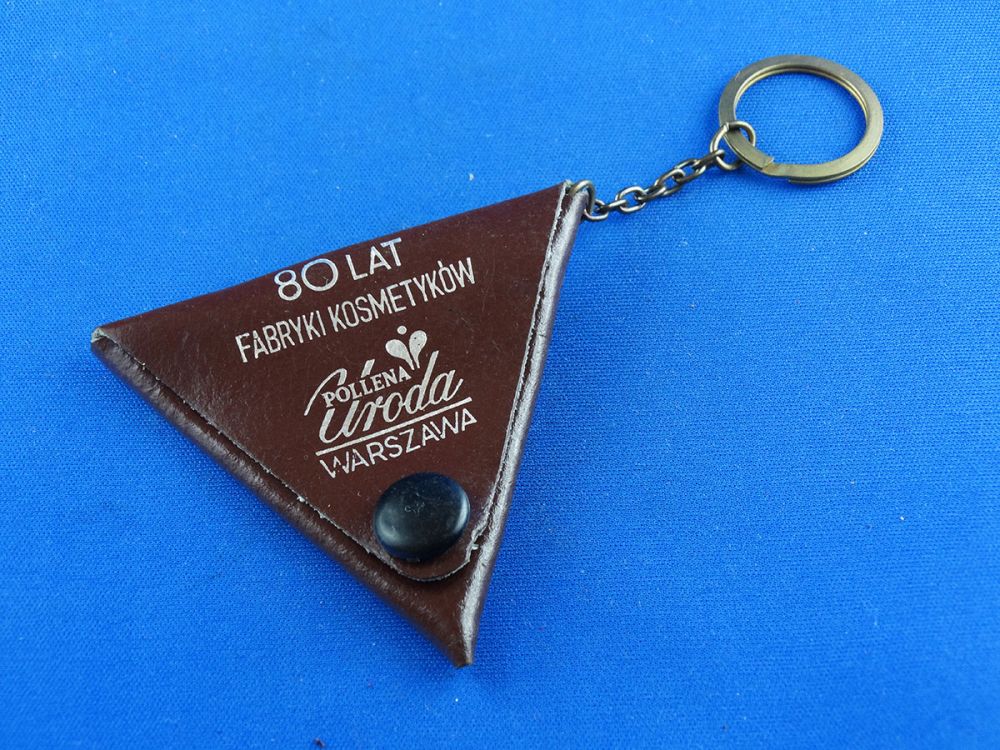 80 LAT
FABRYKI KOSMETYKÓW
POLLENA
Uroda
WARSZAWA